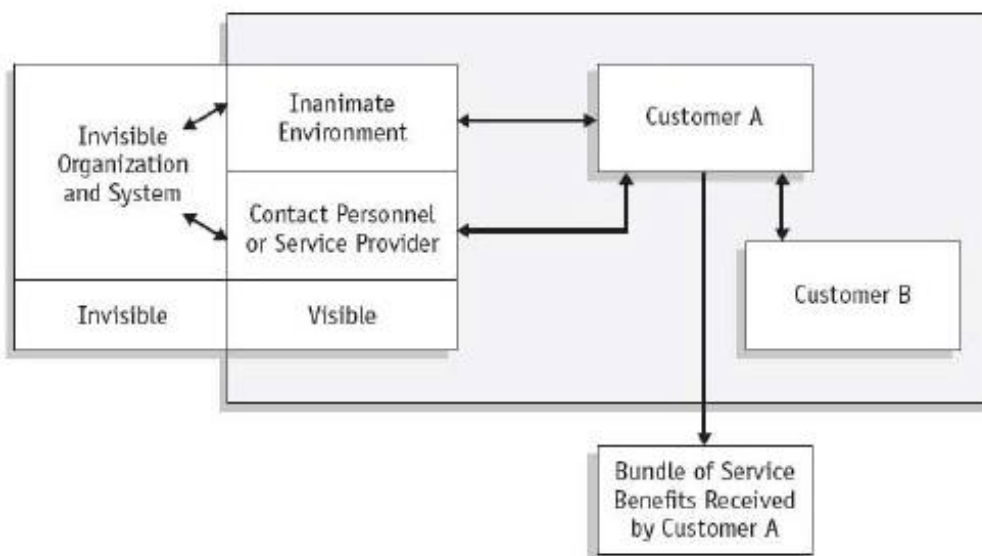 Invisible
Organization
and System
Inanimate
Environment
Contact Personnel
or Service Provider
Invisible
Visible
Customer A
Customer B
Bundle of Service
Benefits Received
by Customer A